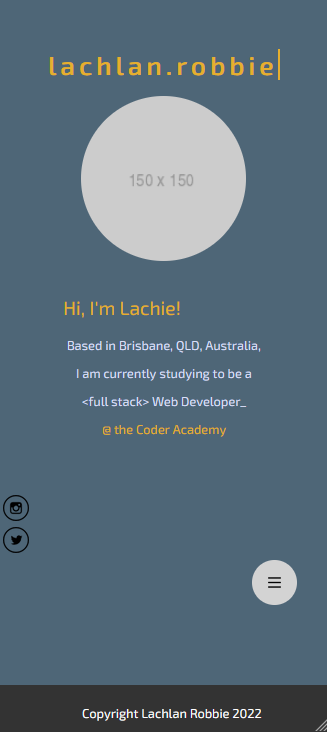 lachlan.robbie
150 x 150
Hi, I'm Lachie!
Based in Brisbane, QLD, Australia,
I am currently studying to be a
<full stack> Web Developer_
@ the Coder Academy
Copyright Lachlan Robbie 2022